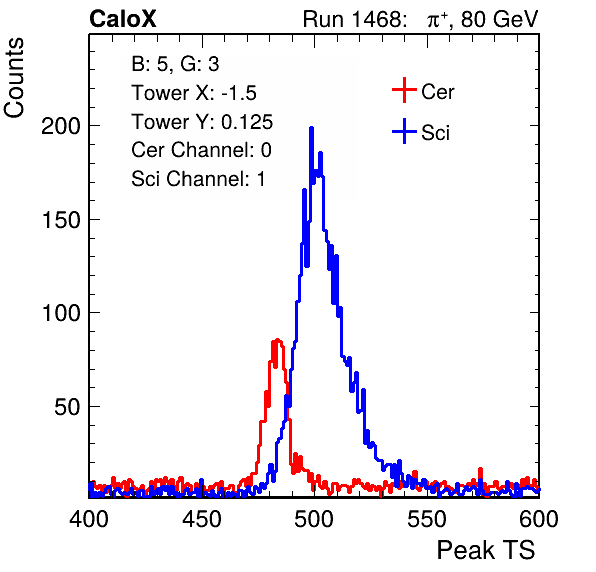 CaloX
Run 1468: π⁺, 80 GeV
Counts
B: 5, G: 3
Tower X: -1.5
Tower Y: 0.125
Cer Channel: 0
Sci Channel: 1
Cer
Sci
200
150
100
50
400 450 500 550 600
Peak TS